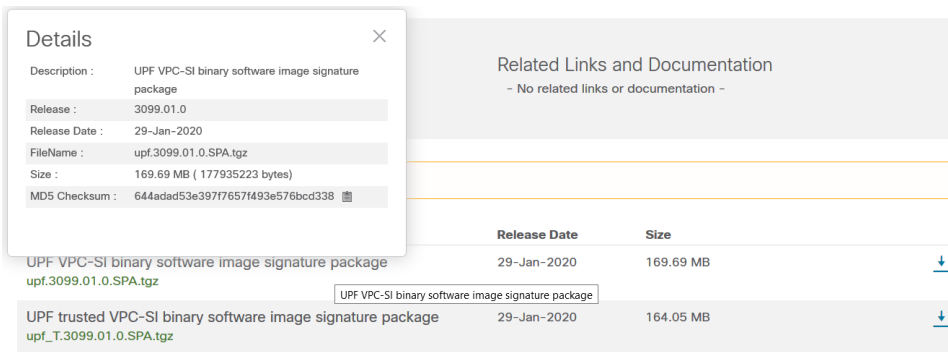 Details
Description : UPF VPC-SI binary software image signature
package
Release : 3099.01.0
Release Date : 29-Jan-2020
FileName : upf.3099.01.0.SPA.tgz
Size : 169.69 MB ( 177935223 bytes)
MD5 Checksum : 644adad53e397f7657f493e576bcd338
Related Links and Documentation
- No related links or documentation -
Release Date Size
UPF VPC-SI binary software image signature package 29-Jan-2020 169.69 MB
upf.3099.01.0.SPA.tgz
UPF VPC-SI binary software image signature package
UPF trusted VPC-SI binary software image signature package 29-Jan-2020 164.05 MB
upf_T.3099.01.0.SPA.tgz